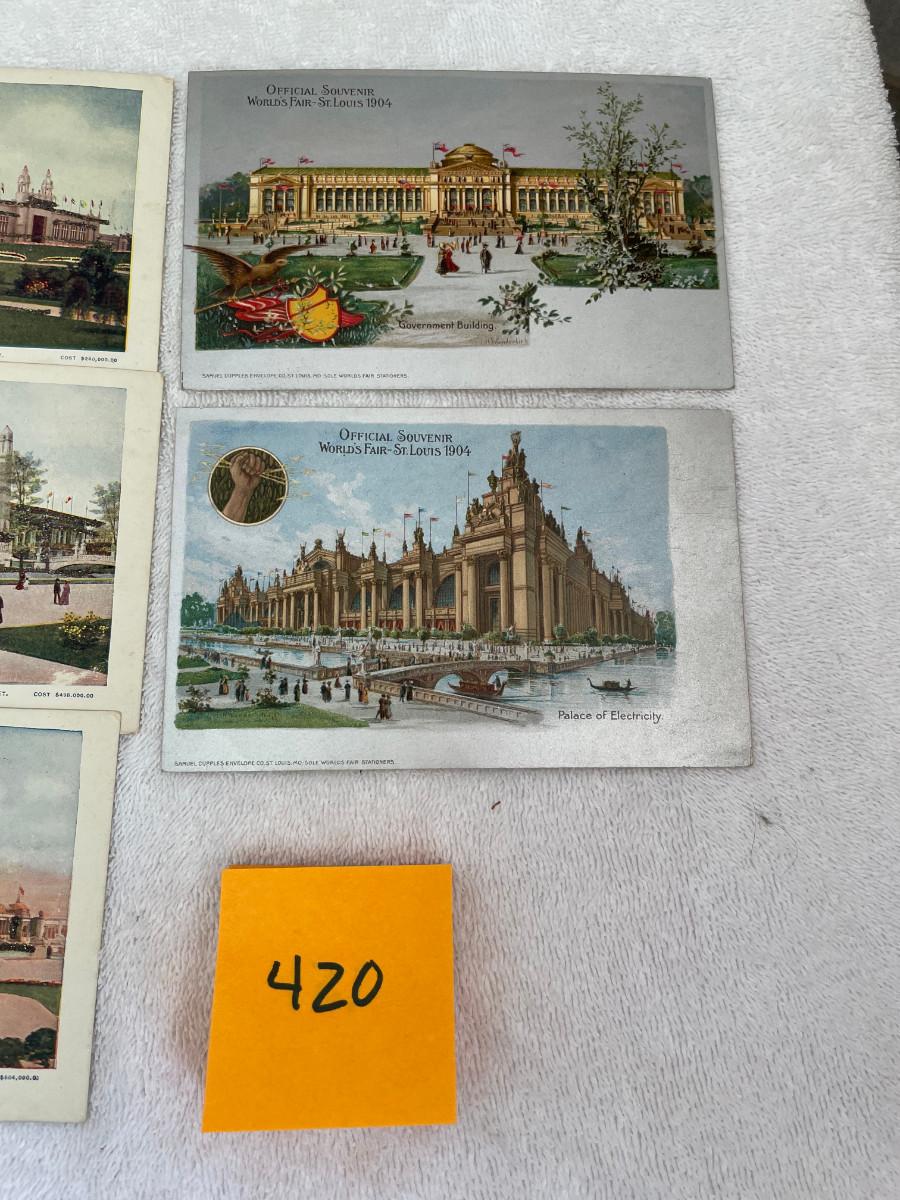 OFFICIAL SOUVENIR
WORLD'S FAIR-ST. LOUIS 1904
Government Building.
SAMUEL CUPPLES ENVELOPE CO. ST. LOUIS, MO. SOLE WORLDS FAIR STATIONERS.
OFFICIAL SOUVENIR
WORLD'S FAIR-ST. LOUIS 1904
Palace of Electricity.
SAMUEL CUPPLES ENVELOPE CO. ST. LOUIS, MO. SOLE WORLDS FAIR STATIONERS.
COST
COST
420